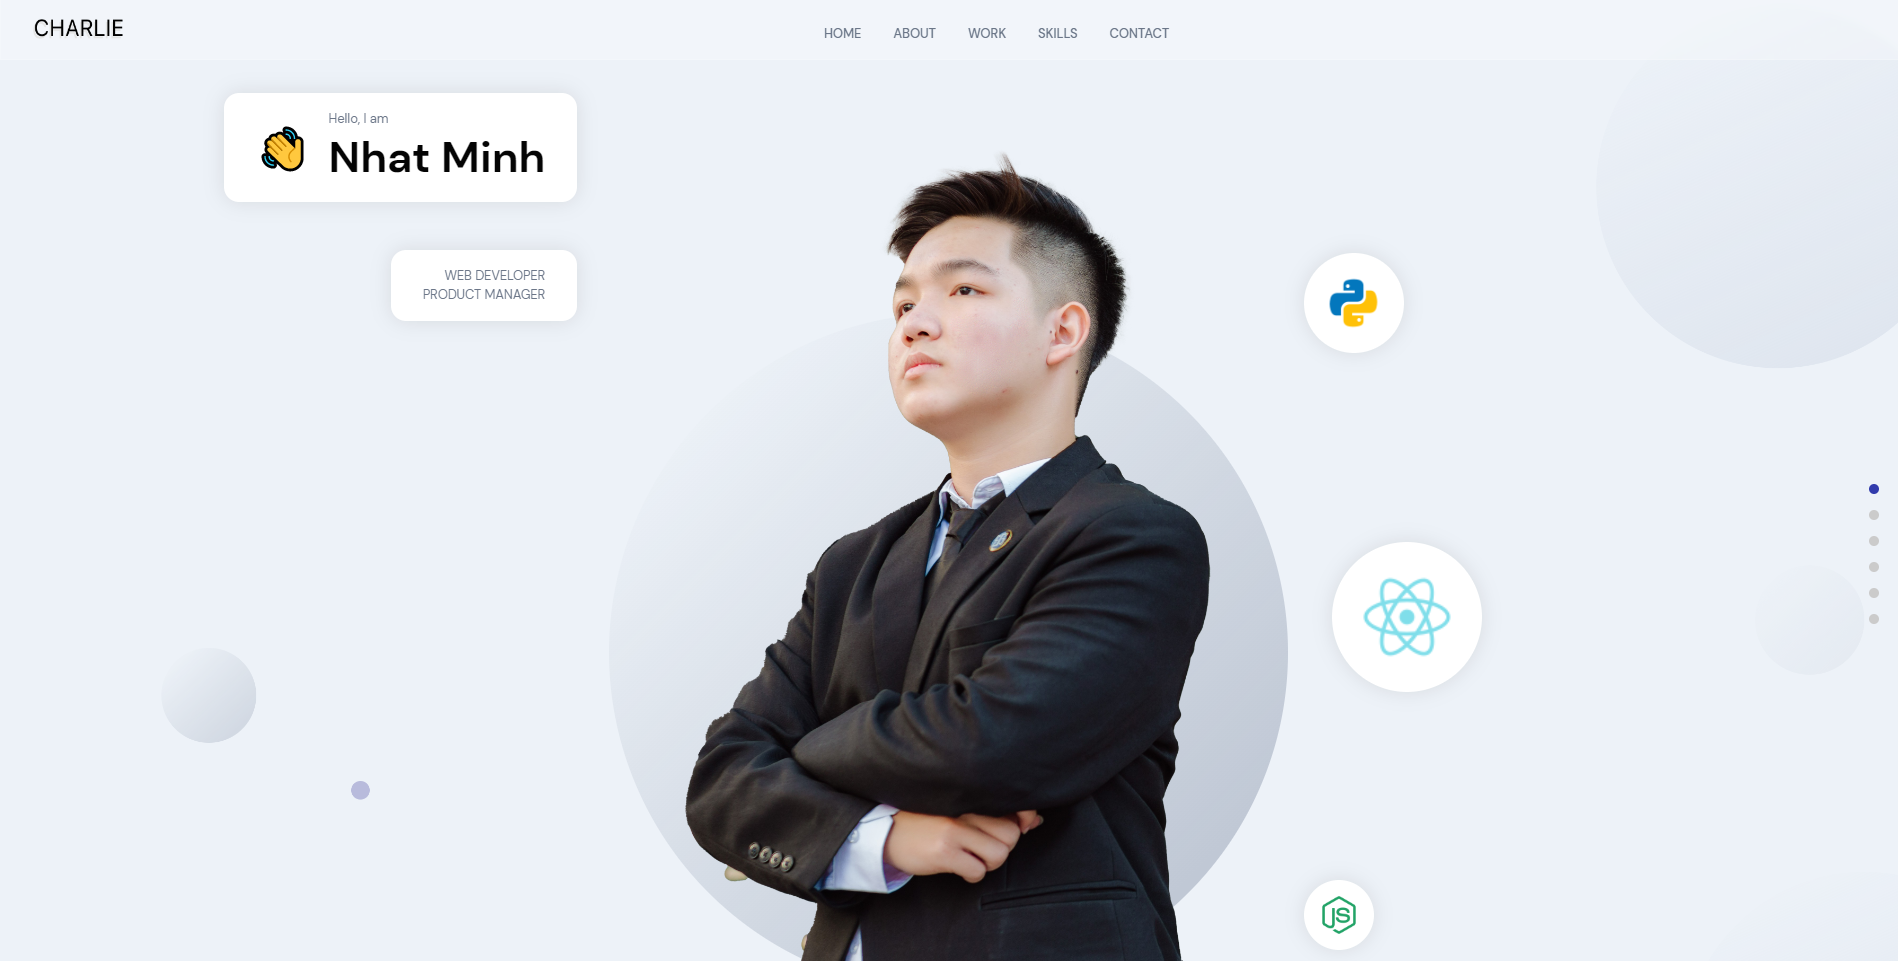 CHARLIE
HOME ABOUT WORK SKILLS CONTACT
Hello, I am
Nhat Minh
WEB DEVELOPER
PRODUCT MANAGER
JS